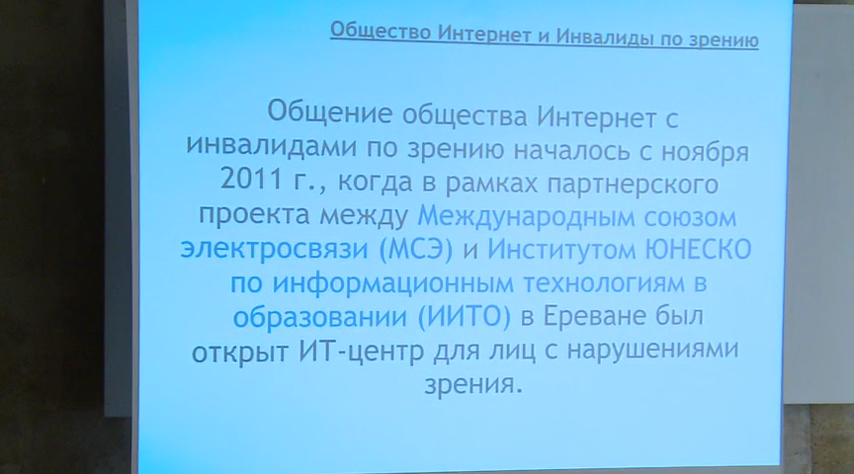 Общество Интернет и Инвалиды по зрению
Общение общества Интернет с
инвалидами по зрению началось с ноября
2011 г., когда в рамках партнерского
проекта между Международным союзом
электросвязи (МСЭ) и Институтом ЮНЕСКО
по информационным технологиям в
образовании (ИИТО) в Ереване был
открыт ИТ-центр для лиц с нарушениями
зрения.